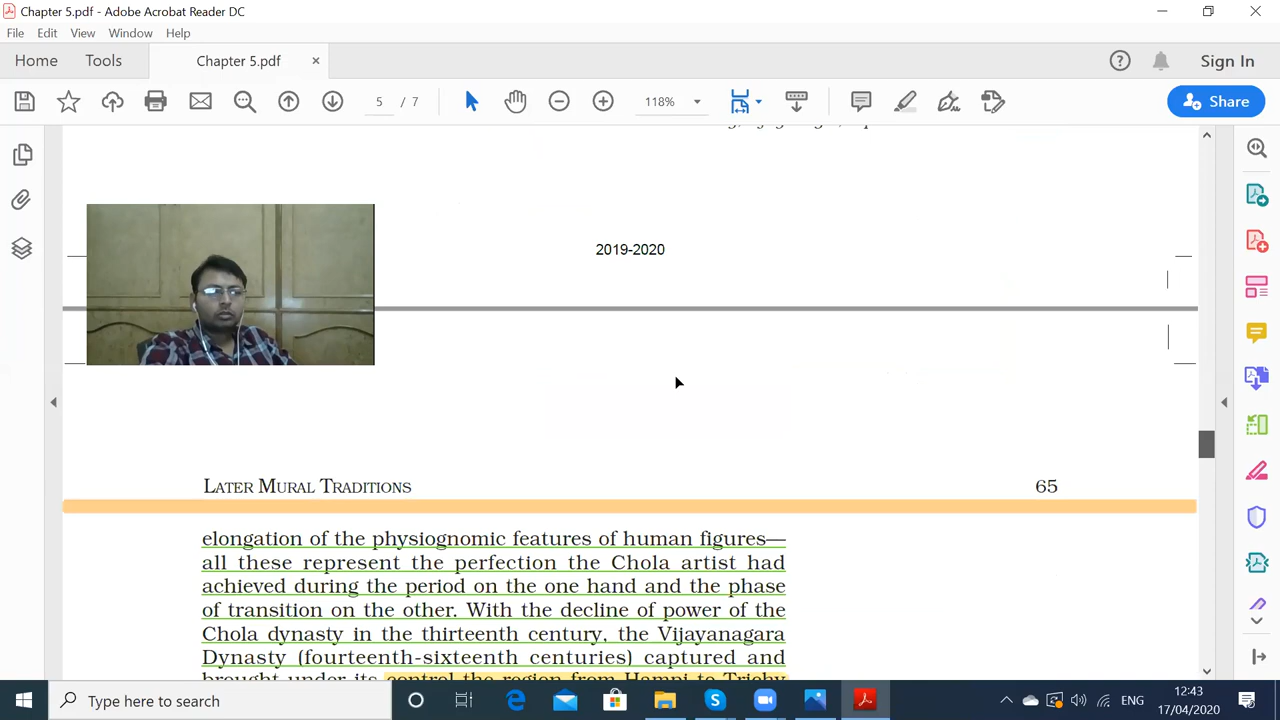 Chapter 5.pdf - Adobe Acrobat Reader DC
File Edit View Window Help
Home Tools Chapter 5.pdf × Sign In
5 / 7 118% Share
2019-2020
LATER MURAL TRADITIONS 65
elongation of the physiognomic features of human figures—
all these represent the perfection the Chola artist had
achieved during the period on the one hand and the phase
of transition on the other. With the decline of power of the
Chola dynasty in the thirteenth century, the Vijayanagara
Dynasty (fourteenth-sixteenth centuries) captured and
brought under its control the region from Hampi to Trichy
Type here to search
ENG
12:43
17/04/2020